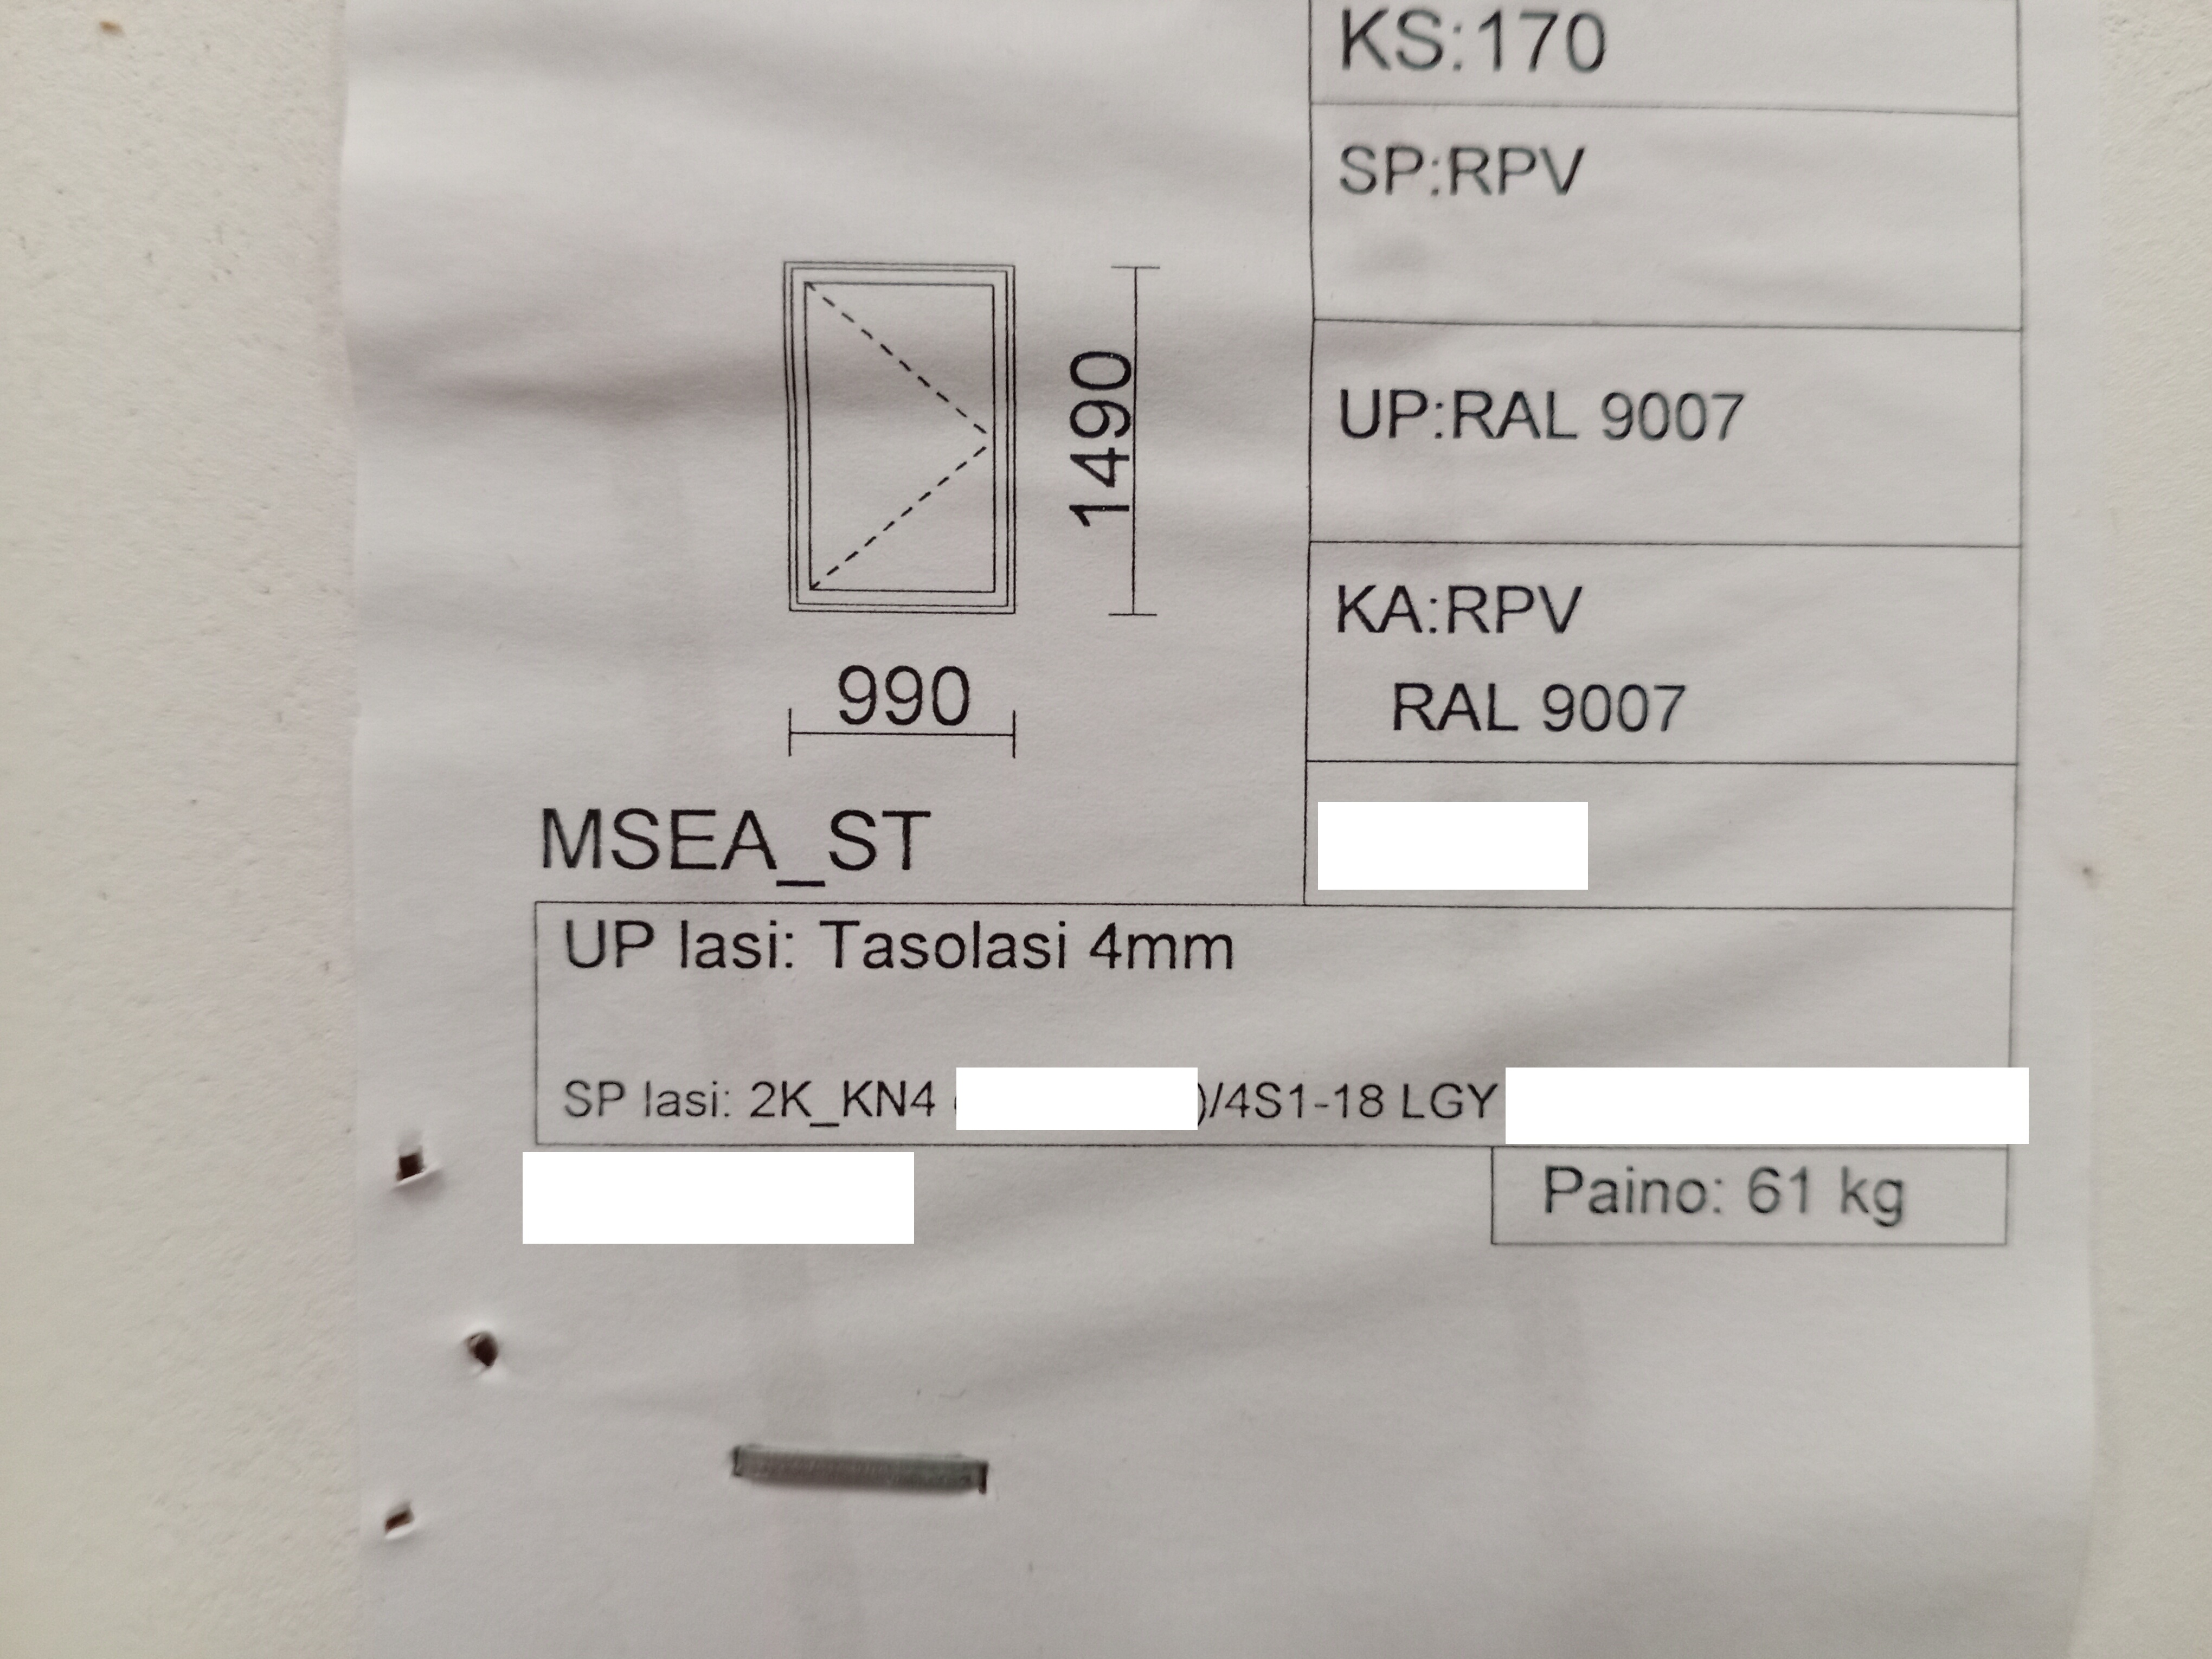 KS:170
SP:RPV
UP:RAL 9007
KA:RPV
RAL 9007
1490
990
MSEA_ST
UP lasi: Tasolasi 4mm
SP lasi: 2K_KN4 )/4S1-18 LGY
Paino: 61 kg